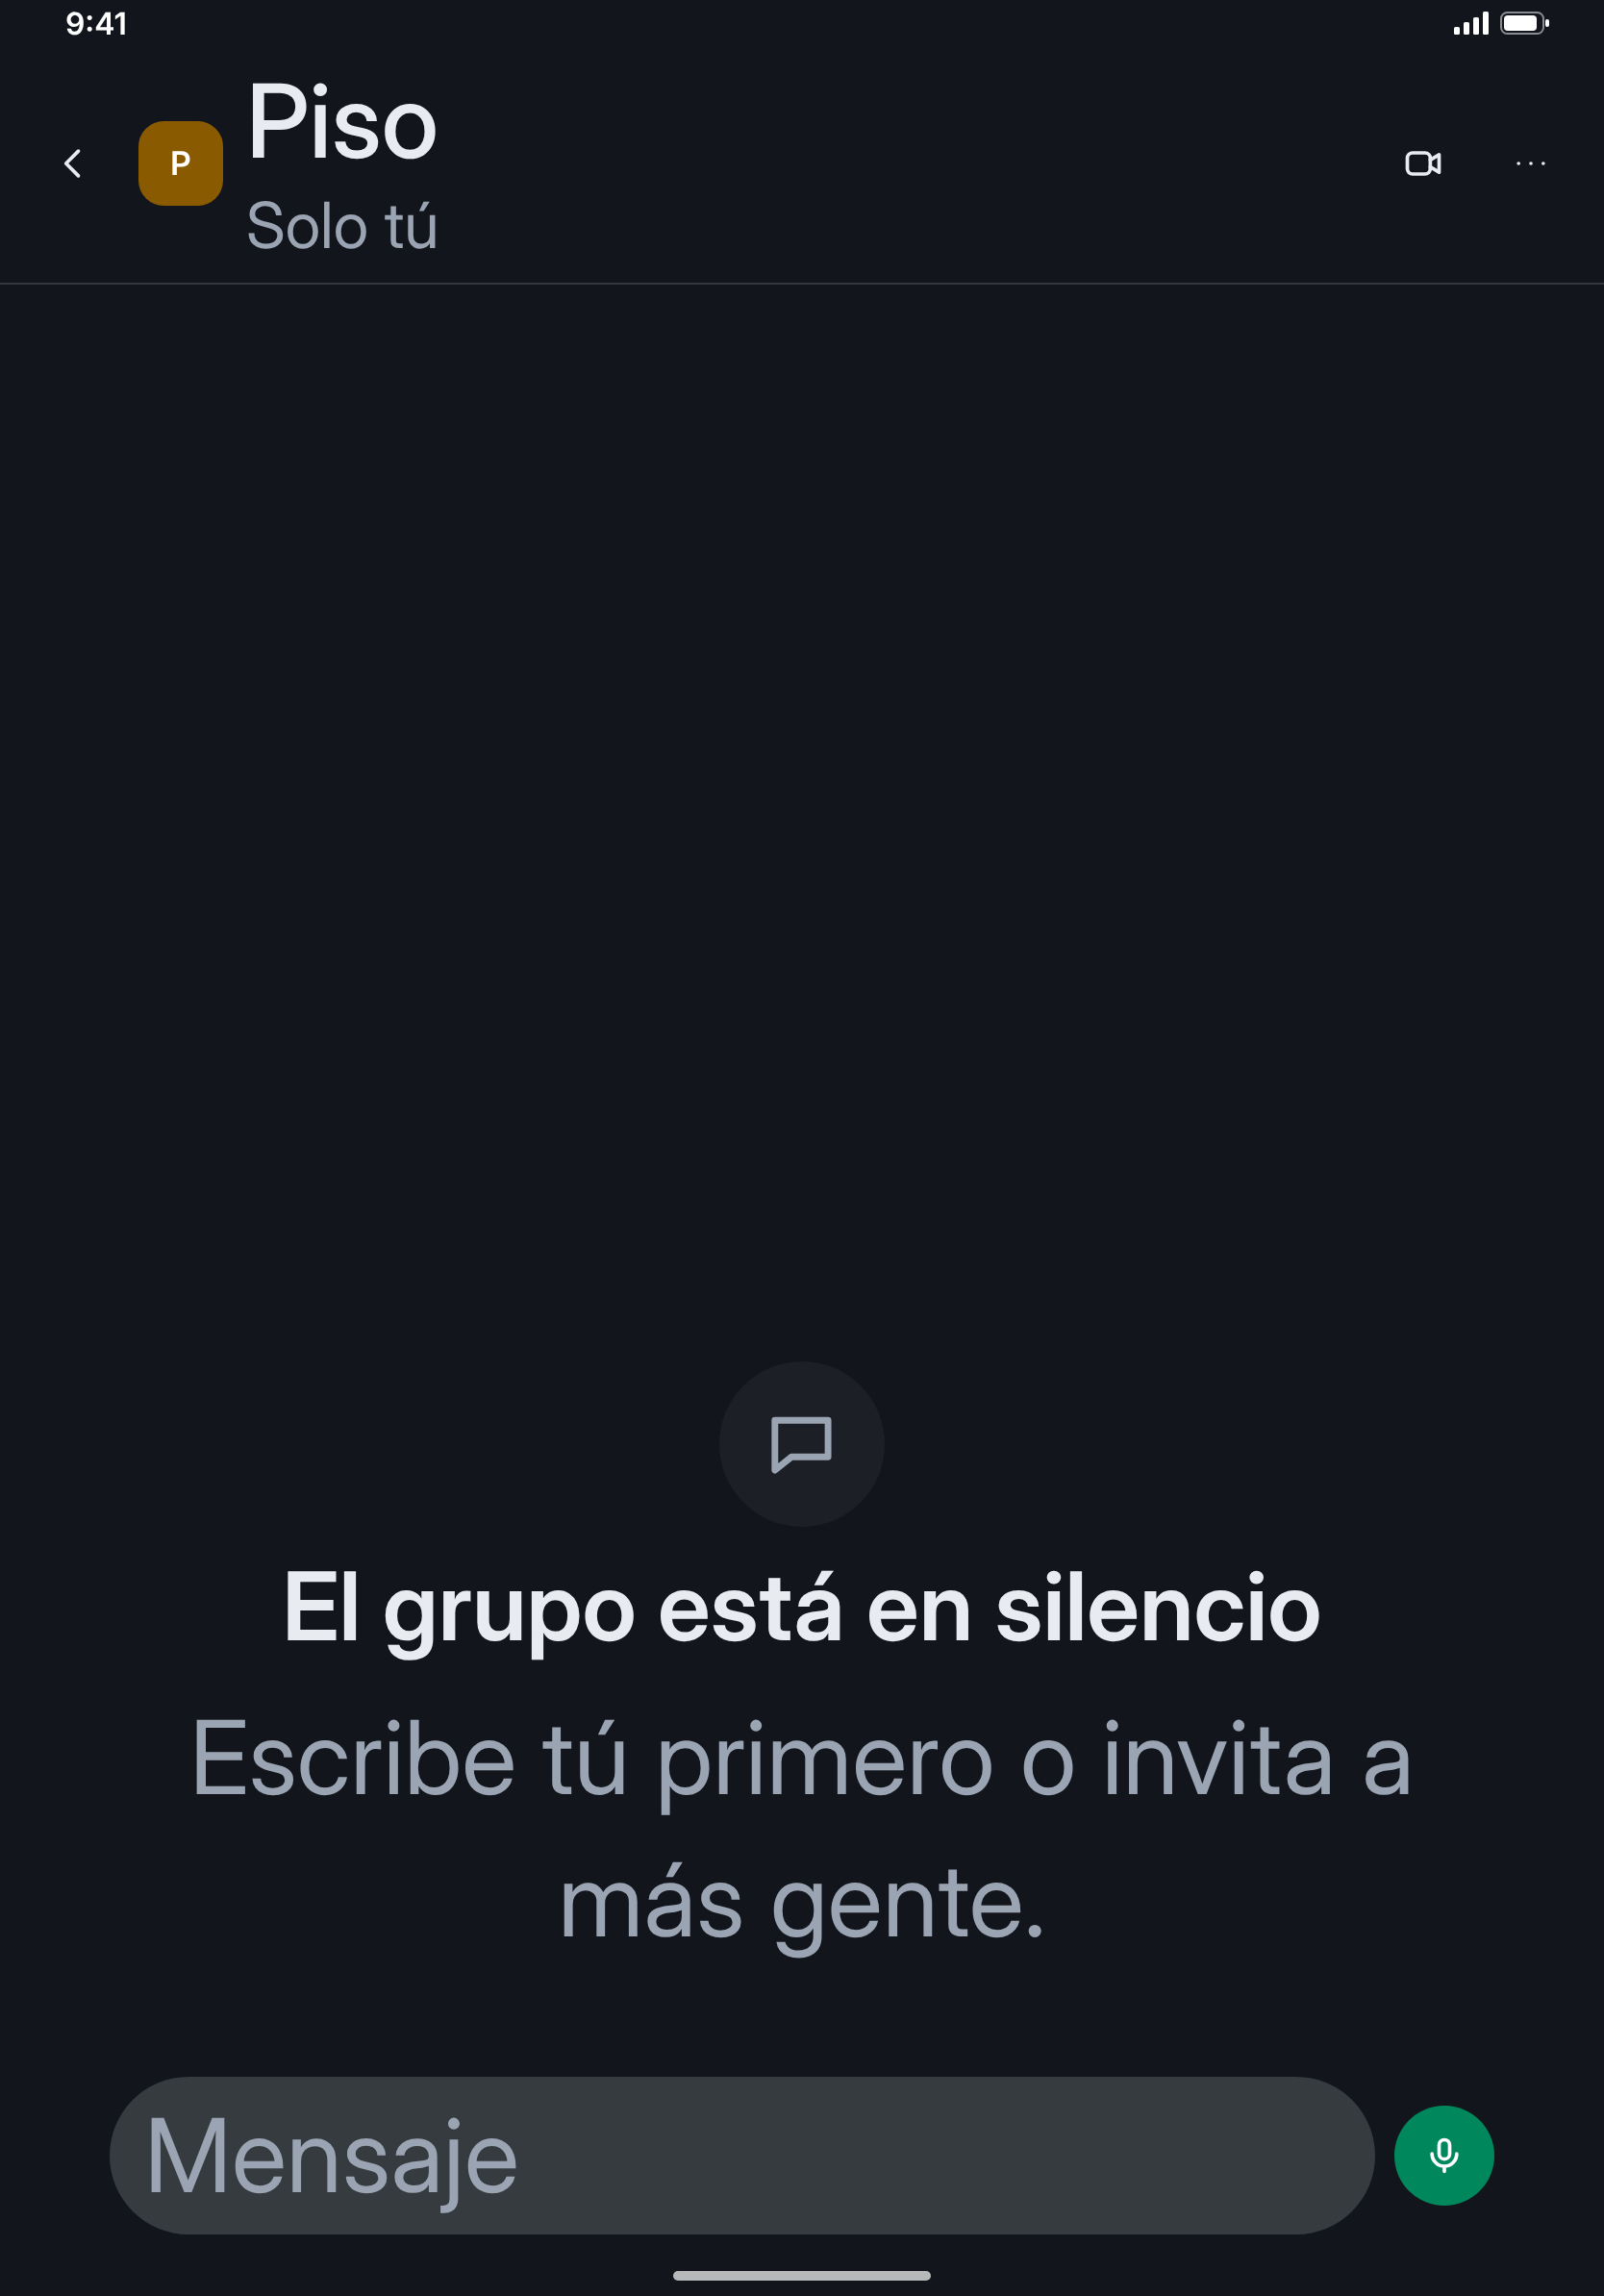 9:41
P
Piso
Solo tú
El grupo está en silencio
Escribe tú primero o invita a
más gente.
Mensaje